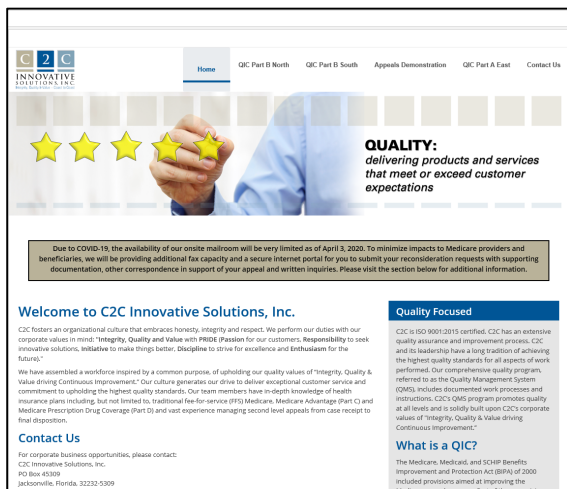 C 2 C
INNOVATIVE
SOLUTIONS, INC.
Home
QIC Part B North
QIC Part B South
Appeals Demonstration
QIC Part A East
Contact Us
QUALITY:
delivering products and services
that meet or exceed customer
expectations
Due to COVID-19, the availability of our onsite mailroom will be very limited as of April 3, 2020. To minimize impacts to Medicare providers and
beneficiaries, we will be providing additional fax capacity and a secure internet portal for you to submit your reconsideration requests with supporting
documentation, other correspondence in support of your appeal and written inquiries. Please visit the section below for additional information.
Welcome to C2C Innovative Solutions, Inc.
C2C fosters an organizational culture that embraces honesty, integrity and respect. We perform our duties with our
corporate values in mind: "Integrity, Quality and Value with PRIDE (Passion for our customers, Responsibility to seek
innovative solutions, Initiative to make things better, Discipline to strive for excellence and Enthusiasm for the
future)."
We have assembled a workforce inspired by a common purpose, of upholding our quality values of "Integrity, Quality &
Value driving Continuous Improvement." Our culture generates our drive to deliver exceptional customer service and
commitment to upholding the highest quality standards. Our team members have in-depth knowledge of health
insurance plans including, but not limited to, traditional fee-for-service (FFS) Medicare, Medicare Advantage (Part C) and
Medicare Prescription Drug Coverage (Part D) and vast experience managing second level appeals from case receipt to
final disposition.
Contact Us
For corporate business opportunities, please contact:
C2C Innovative Solutions, Inc.
PO Box 45309
Jacksonville, Florida, 32232-5309
Quality Focused
C2C is ISO 9001:2015 certified. C2C has an extensive
quality assurance and improvement process. C2C
and its leadership have a long tradition of achieving
the highest quality standards for all aspects of work
performed. Our comprehensive quality program,
referred to as the Quality Management System
(QMS), includes documented work processes and
instructions. C2C's QMS program promotes quality
at all levels and is solidly built upon C2C's corporate
values of "Integrity, Quality & Value driving
Continuous Improvement."
What is a QIC?
The Medicare, Medicaid, and SCHIP Benefits
Improvement and Protection Act (BIPA) of 2000
included provisions aimed at improving the